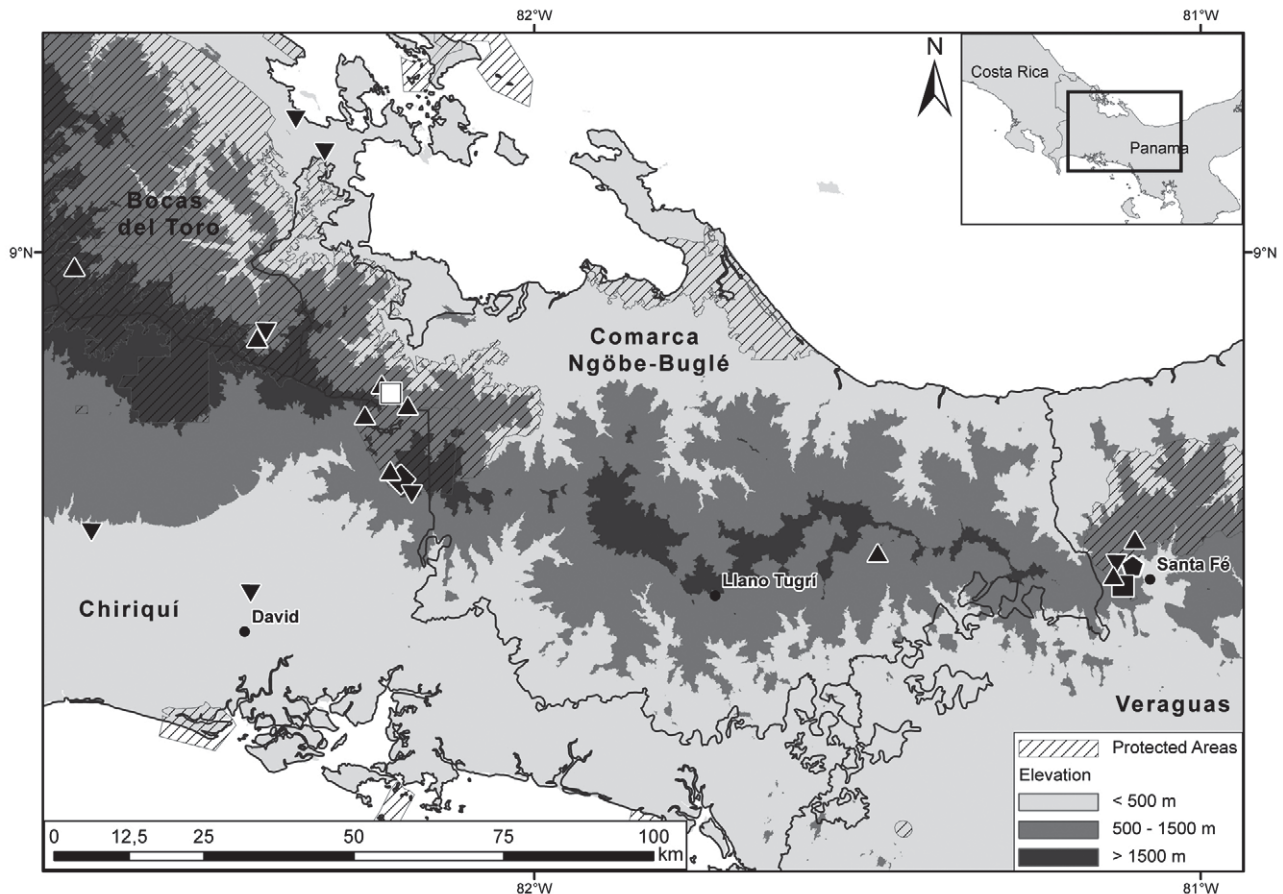 82°W
81°W
N
Costa Rica
Panama
Bocas
del Toro
9°N
9°N
Comarca
Ngöbe-Buglé
Santa Fé
Llano Tugrí
Chiriquí
David
Veraguas
Protected Areas
Elevation
< 500 m
500 - 1500 m
> 1500 m
0 12,5 25 50 75 100
km
82°W
81°W